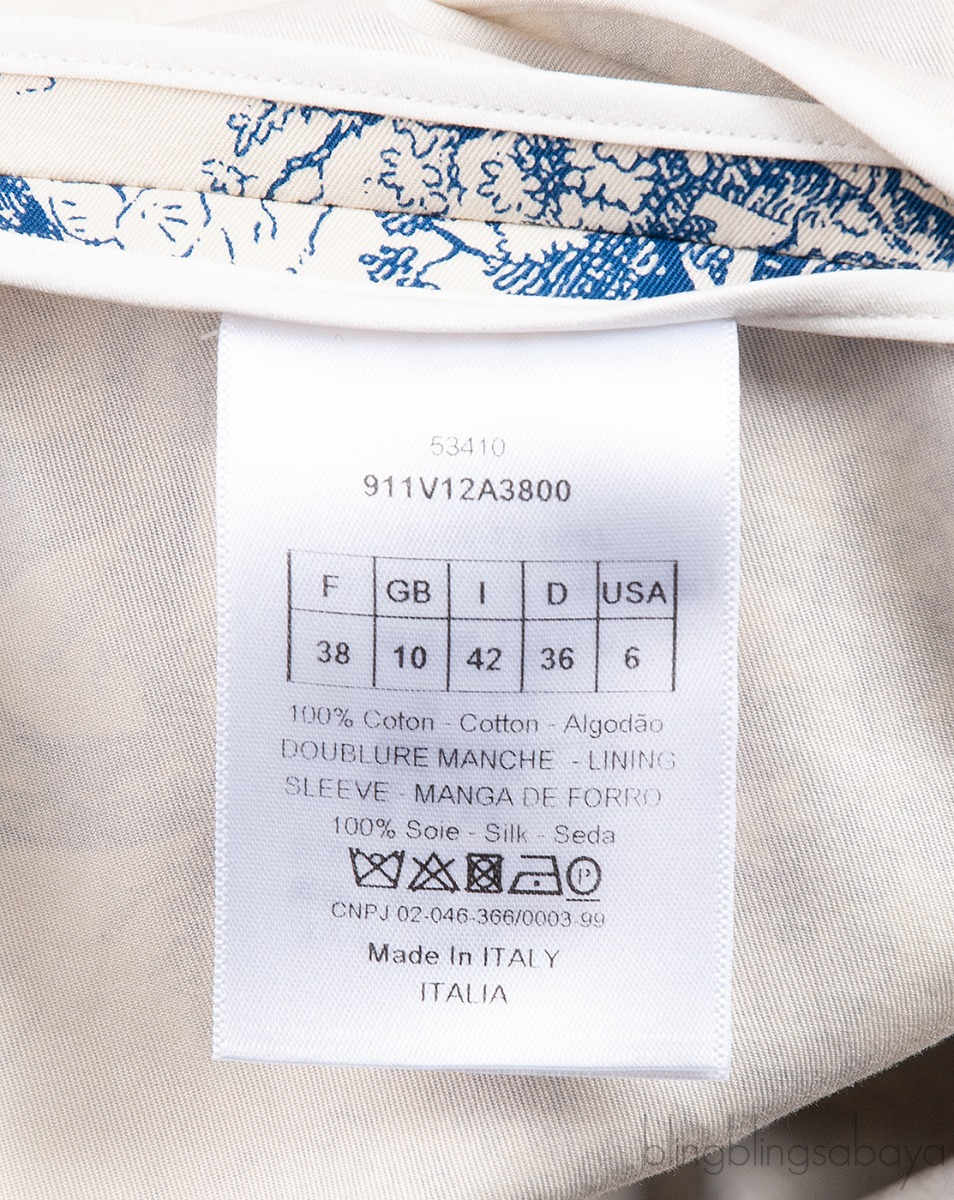 53410
911V12A3800
F GB I D USA
38 10 42 36 6
100% Coton - Cotton - Algodão
DOUBLURE MANCHE - LINING
SLEEVE - MANGA DE FORRO
100% Soie - Silk - Seda
P
CNPJ 02-046-366/0003-99
Made In ITALY
ITALIA
blingblingsabaya